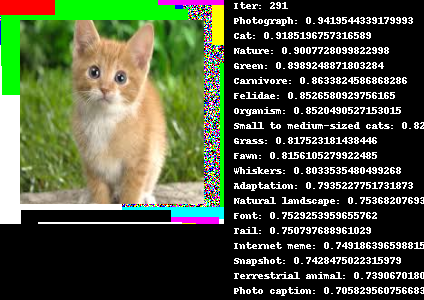 Iter: 291
Photograph: 0.9419544339179993
Cat: 0.9185196757316589
Nature: 0.9007728099822998
Green: 0.8989248871803284
Carnivore: 0.8633824586868286
Felidae: 0.8526580929756165
Organism: 0.8520490527153015
Small to medium-sized cats: 0.82
Grass: 0.817523181438446
Fawn: 0.8156105279922485
Whiskers: 0.8033535480499268
Adaptation: 0.7935227751731873
Natural landscape: 0.75368207693
Font: 0.7529253959655762
Tail: 0.750797688961029
Internet meme: 0.749186396598815
Snapshot: 0.7428475022315979
Terrestrial animal: 0.7390670180
Photo caption: 0.705829560756683